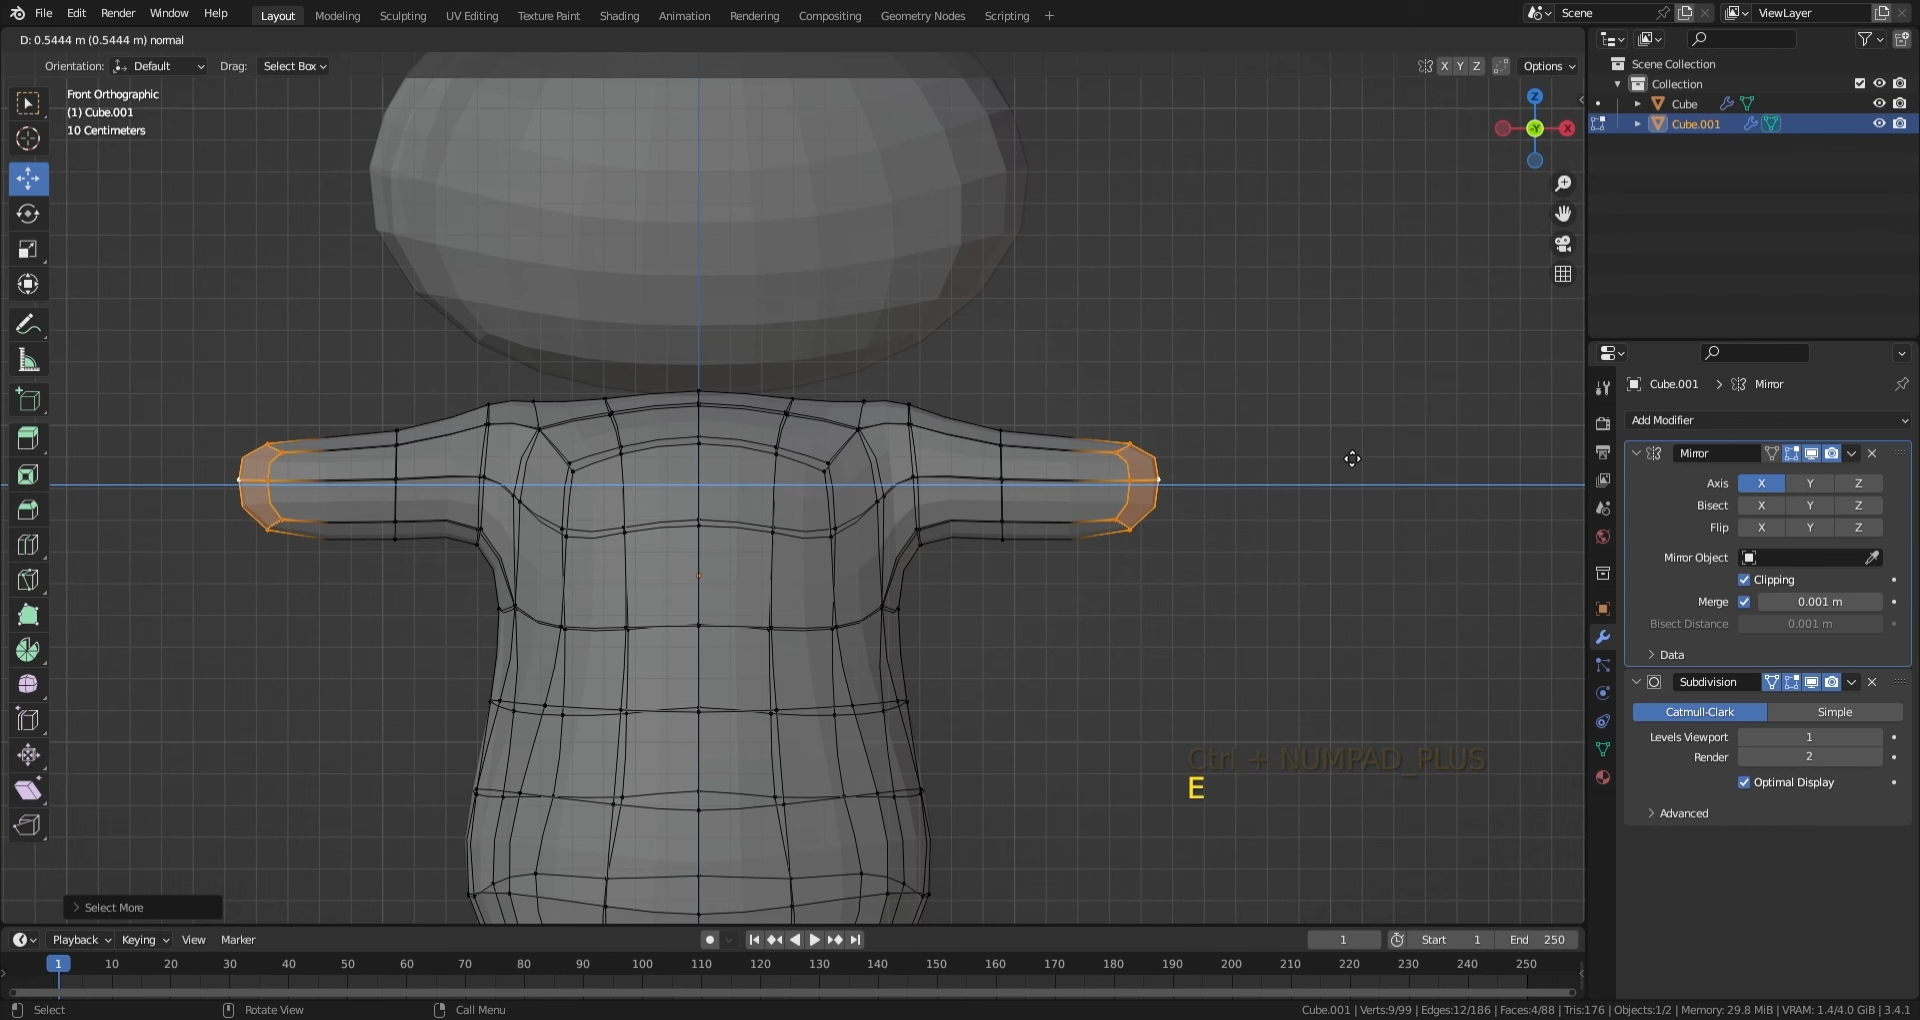 File Edit Render Window Help Layout Modeling Sculpting UV Editing Texture Paint Shading Animation Rendering Compositing Geometry Nodes Scripting + Scene ViewLayer
D: 0.5444 m (0.5444 m) normal
Orientation: Default Drag: Select Box X Y Z Options
Front Orthographic
(1) Cube.001
10 Centimeters
Z
-Y X
Scene Collection
Collection
Cube
Cube.001
Cube.001 > Mirror
Add Modifier
Mirror
Axis X Y Z
Bisect X Y Z
Flip X Y Z
Mirror Object
Clipping
Merge 0.001 m
Bisect Distance 0.001 m
Data
Subdivision
Catmull-Clark Simple
Levels Viewport 1
Render 2
Optimal Display
Advanced
Ctrl + NUMPAD_PLUS
E
> Select More
Playback Keying View Marker 1 Start 1 End 250
1 10 20 30 40 50 60 70 80 90 100 110 120 130 140 150 160 170 180 190 200 210 220 230 240 250
Select Rotate View Call Menu Cube.001 | Verts:9/99 | Edges:12/186 | Faces:4/88 | Tris:176 | Objects:1/2 | Memory: 29.8 MiB | VRAM: 1.4/4.0 GiB | 3.4.1